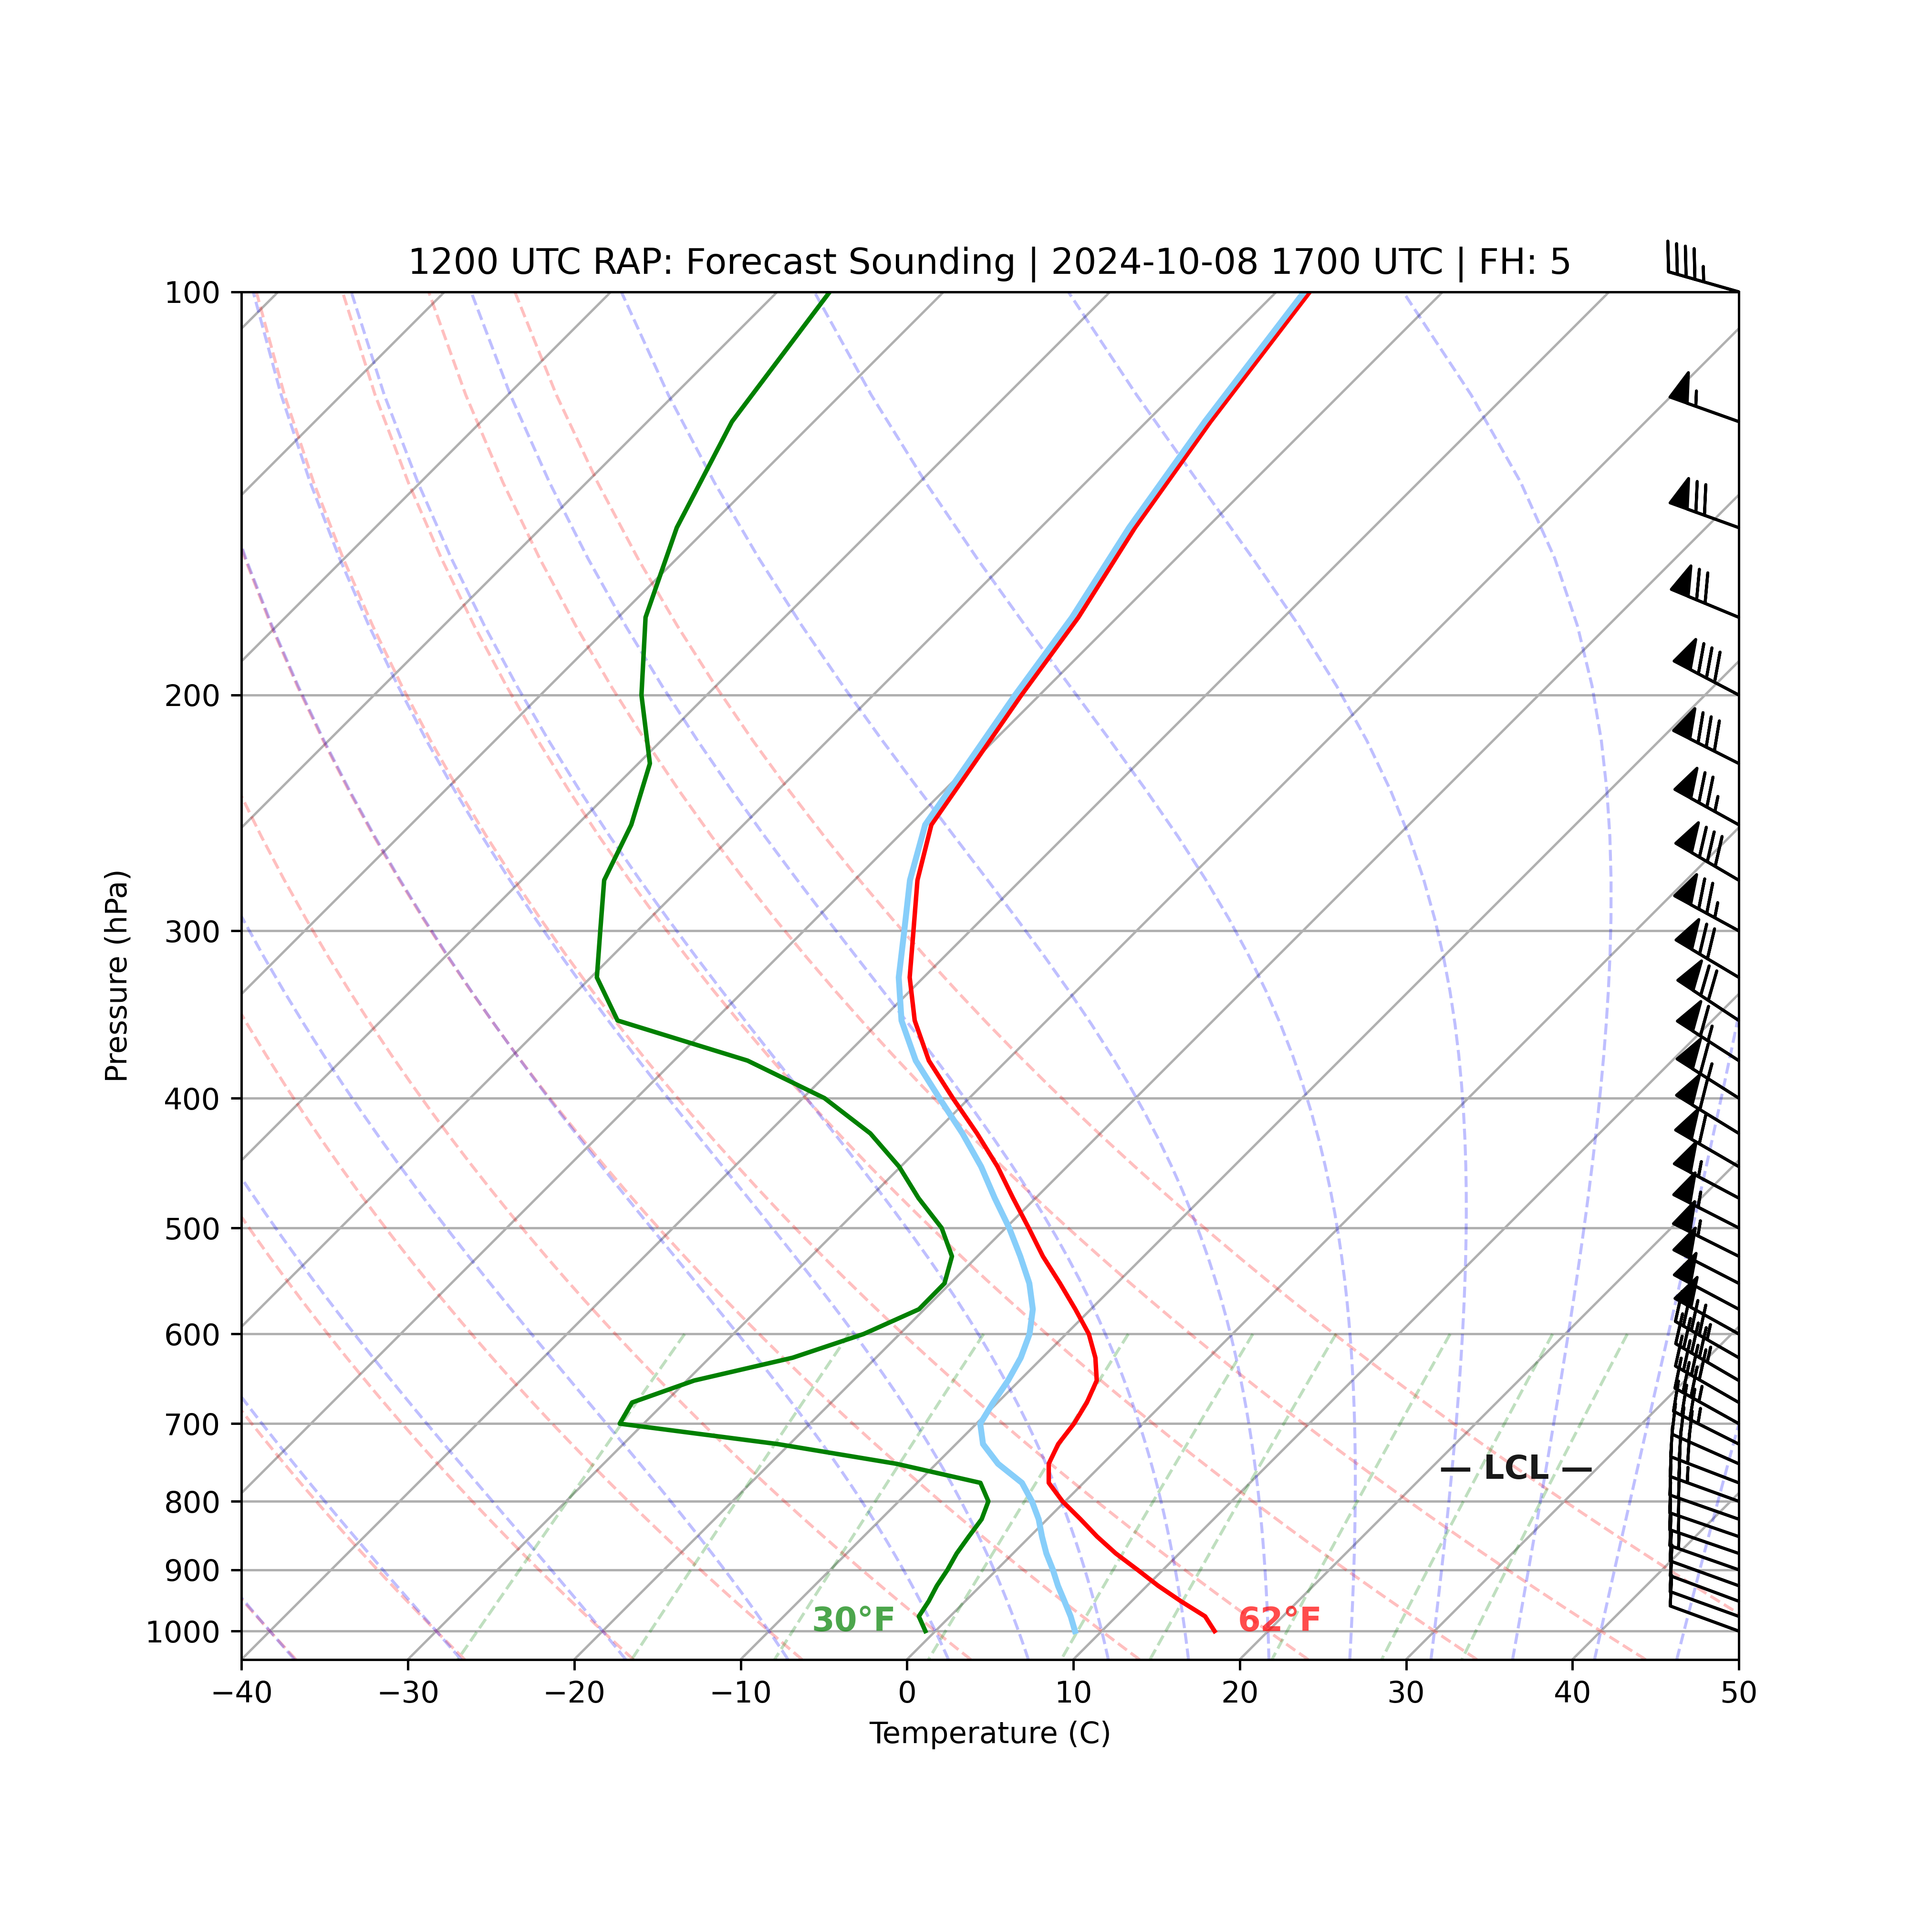 1200 UTC RAP: Forecast Sounding | 2024-10-08 1700 UTC | FH: 5
100
200
300
400
500
600
700
800
900
1000
Pressure (hPa)
— LCL —
30°F
62°F
−40 −30 −20 −10 0 10 20 30 40 50
Temperature (C)